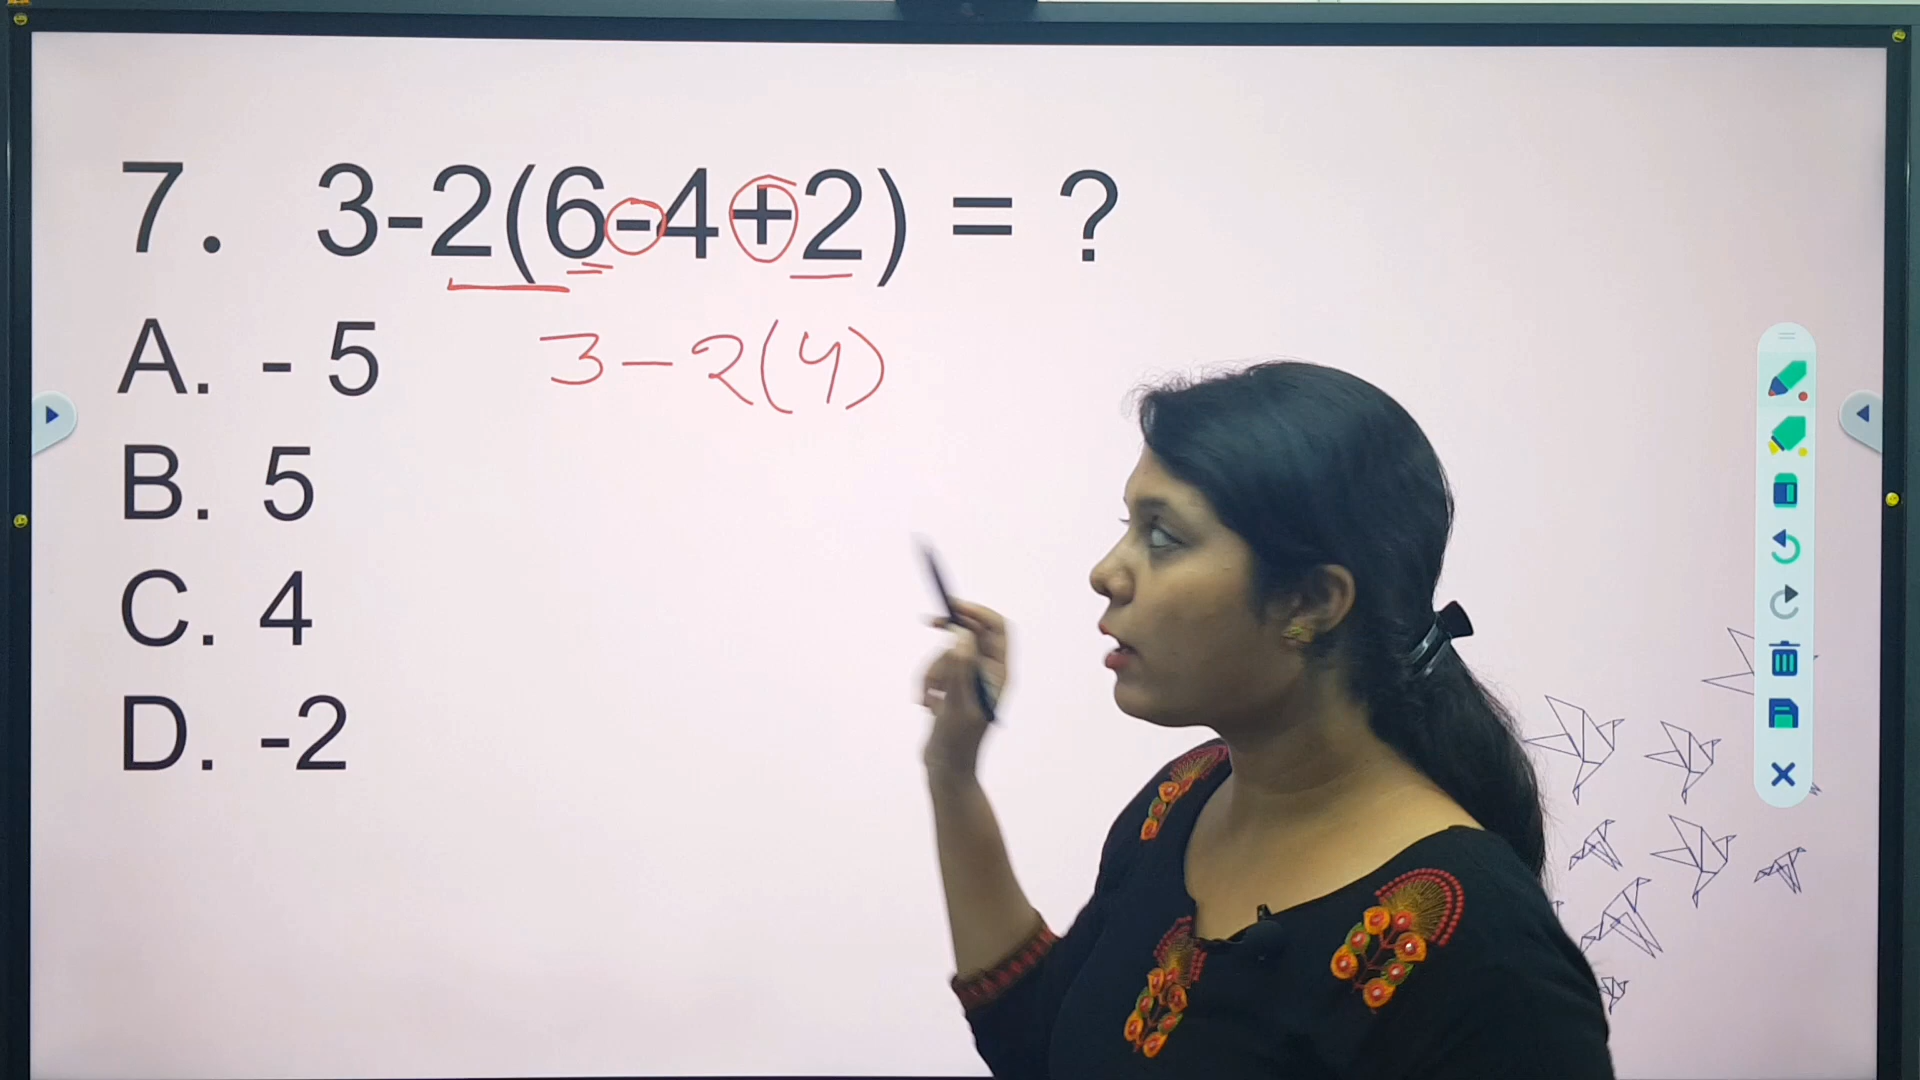 7. 3-2(6-4+2) = ?
A. - 5
3-2(4)
B. 5
C. 4
D. -2